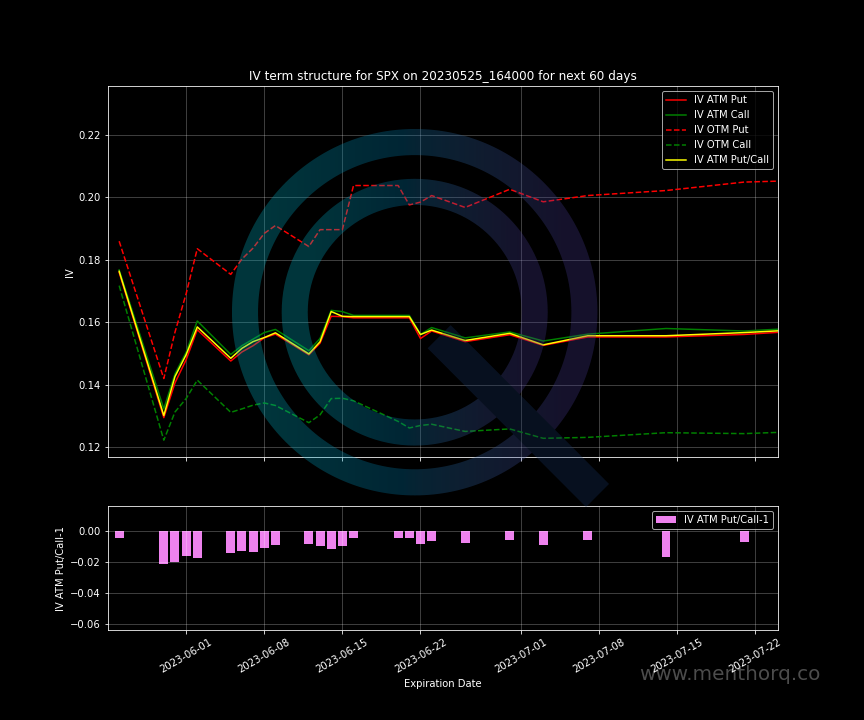 IV term structure for SPX on 20230525_164000 for next 60 days
IV ATM Put
IV ATM Call
IV OTM Put
IV OTM Call
IV ATM Put/Call
0.22
0.20
0.18
0.16
0.14
0.12
IV
IV ATM Put/Call-1
0.00
−0.02
−0.04
−0.06
IV ATM Put/Call-1
2023-06-01
2023-06-08
2023-06-15
2023-06-22
2023-07-01
2023-07-08
2023-07-15
2023-07-22
Expiration Date
www.menthorq.co